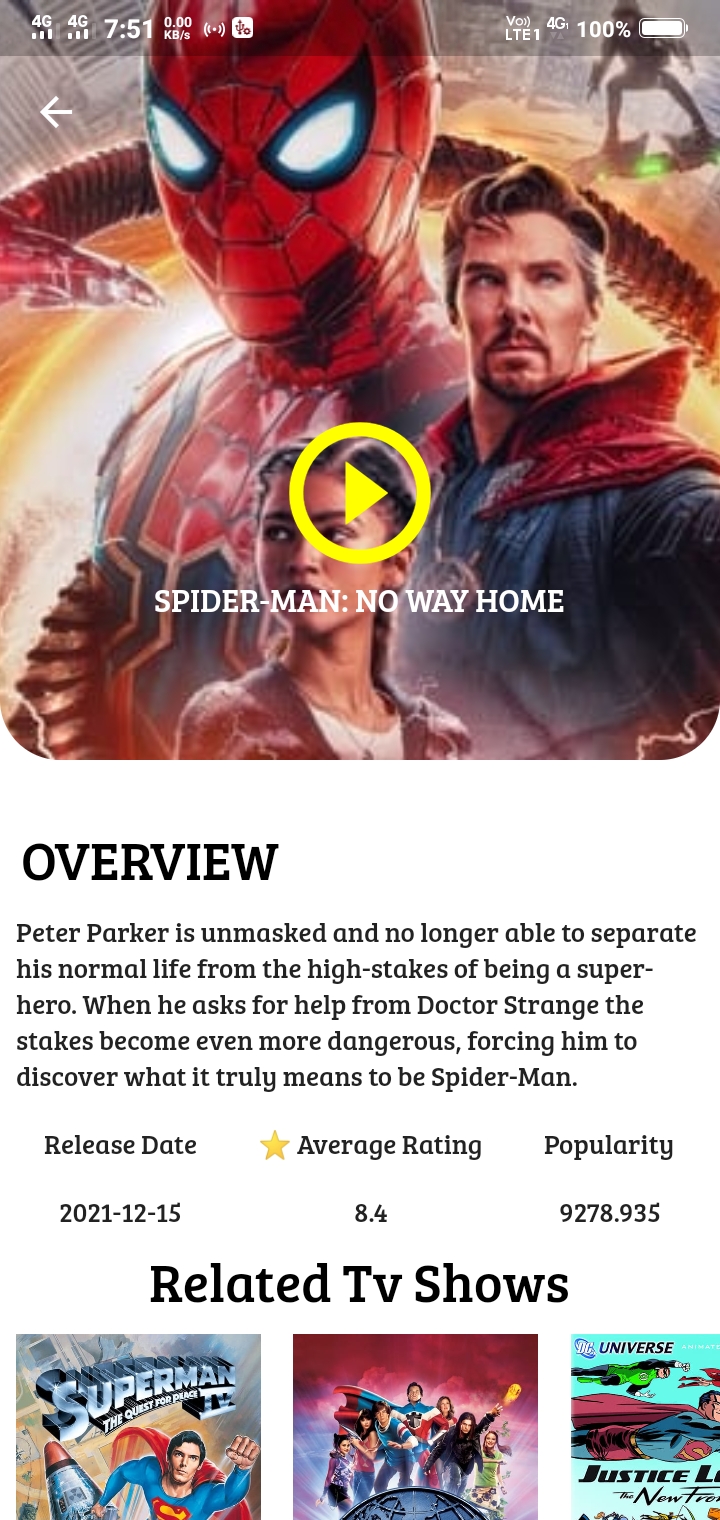 4G 4G 7:51 0.00 KB/s Vo)) LTE1 4G1 100%
SPIDER-MAN: NO WAY HOME
OVERVIEW
Peter Parker is unmasked and no longer able to separate
his normal life from the high-stakes of being a super-
hero. When he asks for help from Doctor Strange the
stakes become even more dangerous, forcing him to
discover what it truly means to be Spider-Man.
Release Date ⭐ Average Rating Popularity
2021-12-15 8.4 9278.935
Related Tv Shows
SUPERMAN IV
THE QUEST FOR PEACE
DC UNIVERSE ANIMAT
JUSTICE L
The New Fron